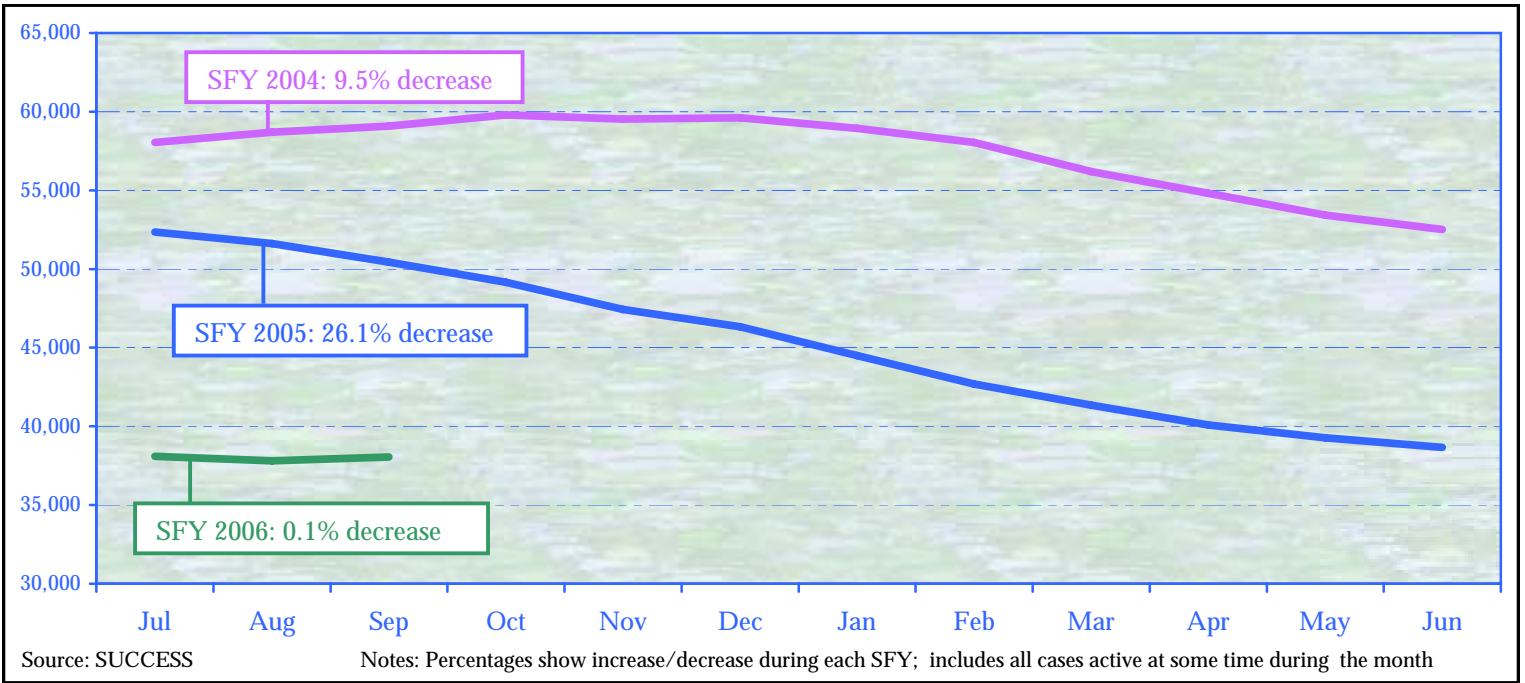 65,000
SFY 2004: 9.5% decrease
60,000
55,000
50,000
SFY 2005: 26.1% decrease
45,000
40,000
35,000
SFY 2006: 0.1% decrease
30,000
Jul Aug Sep Oct Nov Dec Jan Feb Mar Apr May Jun
Source: SUCCESS Notes: Percentages show increase/decrease during each SFY; includes all cases active at some time during the month